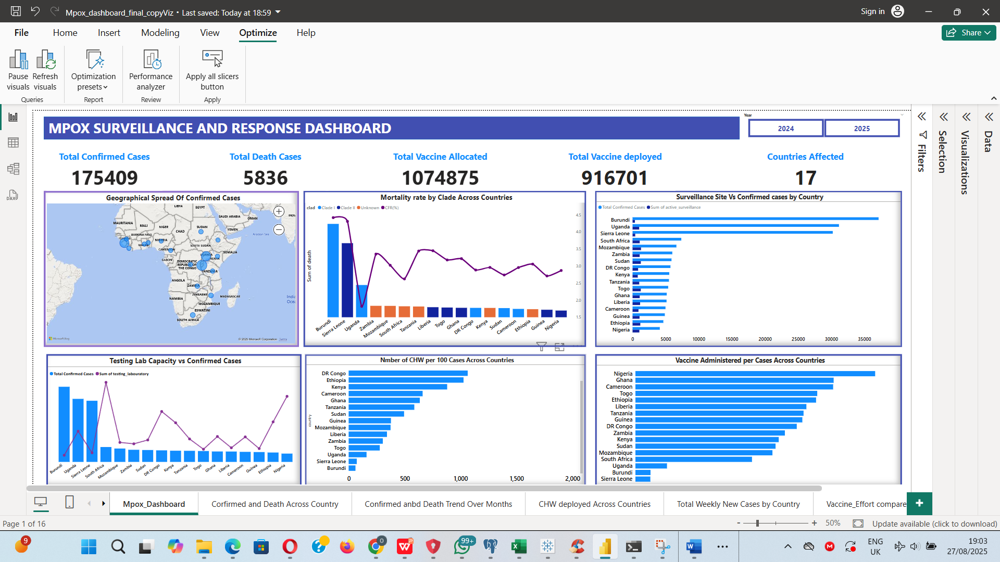 Mpox_dashboard_final_copyViz • Last saved: Today at 18:59
Sign in
File
Home
Insert
Modeling
View
Optimize
Help
Share
Pause visuals
Refresh visuals
Optimization presets
Performance analyzer
Apply all slicers button
Queries
Report
Review
Apply
MPOX SURVEILLANCE AND RESPONSE DASHBOARD
Year
2024
2025
Total Confirmed Cases
Total Death Cases
Total Vaccine Allocated
Total Vaccine deployed
Countries Affected
175409
5836
1074875
916701
17
Filters
Selection
Visualizations
Data
Geographical Spread Of Confirmed Cases
LIBYA
EGYPT
SAUDI ARABIA
OMAN
MAURITANIA
MALI
NIGER
CHAD
SUDAN
YEMEN
Arabian Sea
BURKINA FASO
GUINEA
GHANA
NIGERIA
SOUTH SUDAN
CAMEROON
SOMALIA
UGANDA
KENYA
GABON
DEMOCRATIC REPUBLIC OF THE CONGO
TANZANIA
ANGOLA
ZAMBIA
ZIMBABWE
MADAGASCAR
NAMIBIA
MOZAMBIQUE
ESWATINI
SOUTH AFRICA
Microsoft Bing
© 2025 Microsoft Corporation Terms
Mortality rate by Clade Across Countries
clad Clade I Clade II Unknown CFR(%)
Sum of death
4.5
4.0
3.5
3.0
2.5
2.0
1.5
Burundi
Sierra Leone
Uganda
Zambia
Mozambique
South Africa
Tanzania
Liberia
Togo
Ghana
DR Congo
Kenya
Sudan
Cameroon
Ethiopia
Guinea
Nigeria
Surveillance Site Vs Confirmed cases by Country
Total Confirmed Cases Sum of active_surveillance
Burundi
Uganda
Sierra Leone
South Africa
Mozambique
Zambia
Sudan
DR Congo
Kenya
Tanzania
Togo
Ghana
Liberia
Cameroon
Guinea
Ethiopia
Nigeria
0 5000 10000 15000 20000 25000 30000 35000
Testing Lab Capacity vs Confirmed Cases
Total Confirmed Cases Sum of testing_labouratory
Burundi
Uganda
Sierra Leone
South Africa
Mozambique
Zambia
Sudan
DR Congo
Kenya
Tanzania
Togo
Ghana
Liberia
Cameroon
Guinea
Ethiopia
Nigeria
Nmber of CHW per 100 Cases Across Countries
country
DR Congo
Ethiopia
Kenya
Cameroon
Ghana
Tanzania
Sudan
Guinea
Mozambique
Liberia
Zambia
Togo
Uganda
Sierra Leone
Burundi
0 500 1,000 1,500 2,000
Vaccine Administered per Cases Across Countries
Nigeria
Ghana
Cameroon
Togo
Ethiopia
Liberia
Tanzania
Guinea
DR Congo
Zambia
Kenya
Sudan
Mozambique
South Africa
Uganda
Burundi
Sierra Leone
Mpox_Dashboard
Corfirmed and Death Across Country
Confirmed anbd Death Trend Over Months
CHW deployed Across Countries
Total Weekly New Cases by Country
Vaccine_Effort compare
Page 1 of 16
50%
Update available (click to download)
9
0
99+
ENG
UK
19:03
27/08/2025